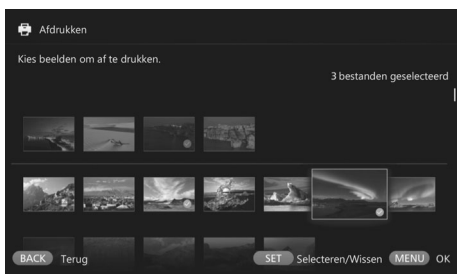 Afdrukken
Kies beelden om af te drukken.
3 bestanden geselecteerd
BACK Terug SET Selecteren/Wissen MENU OK